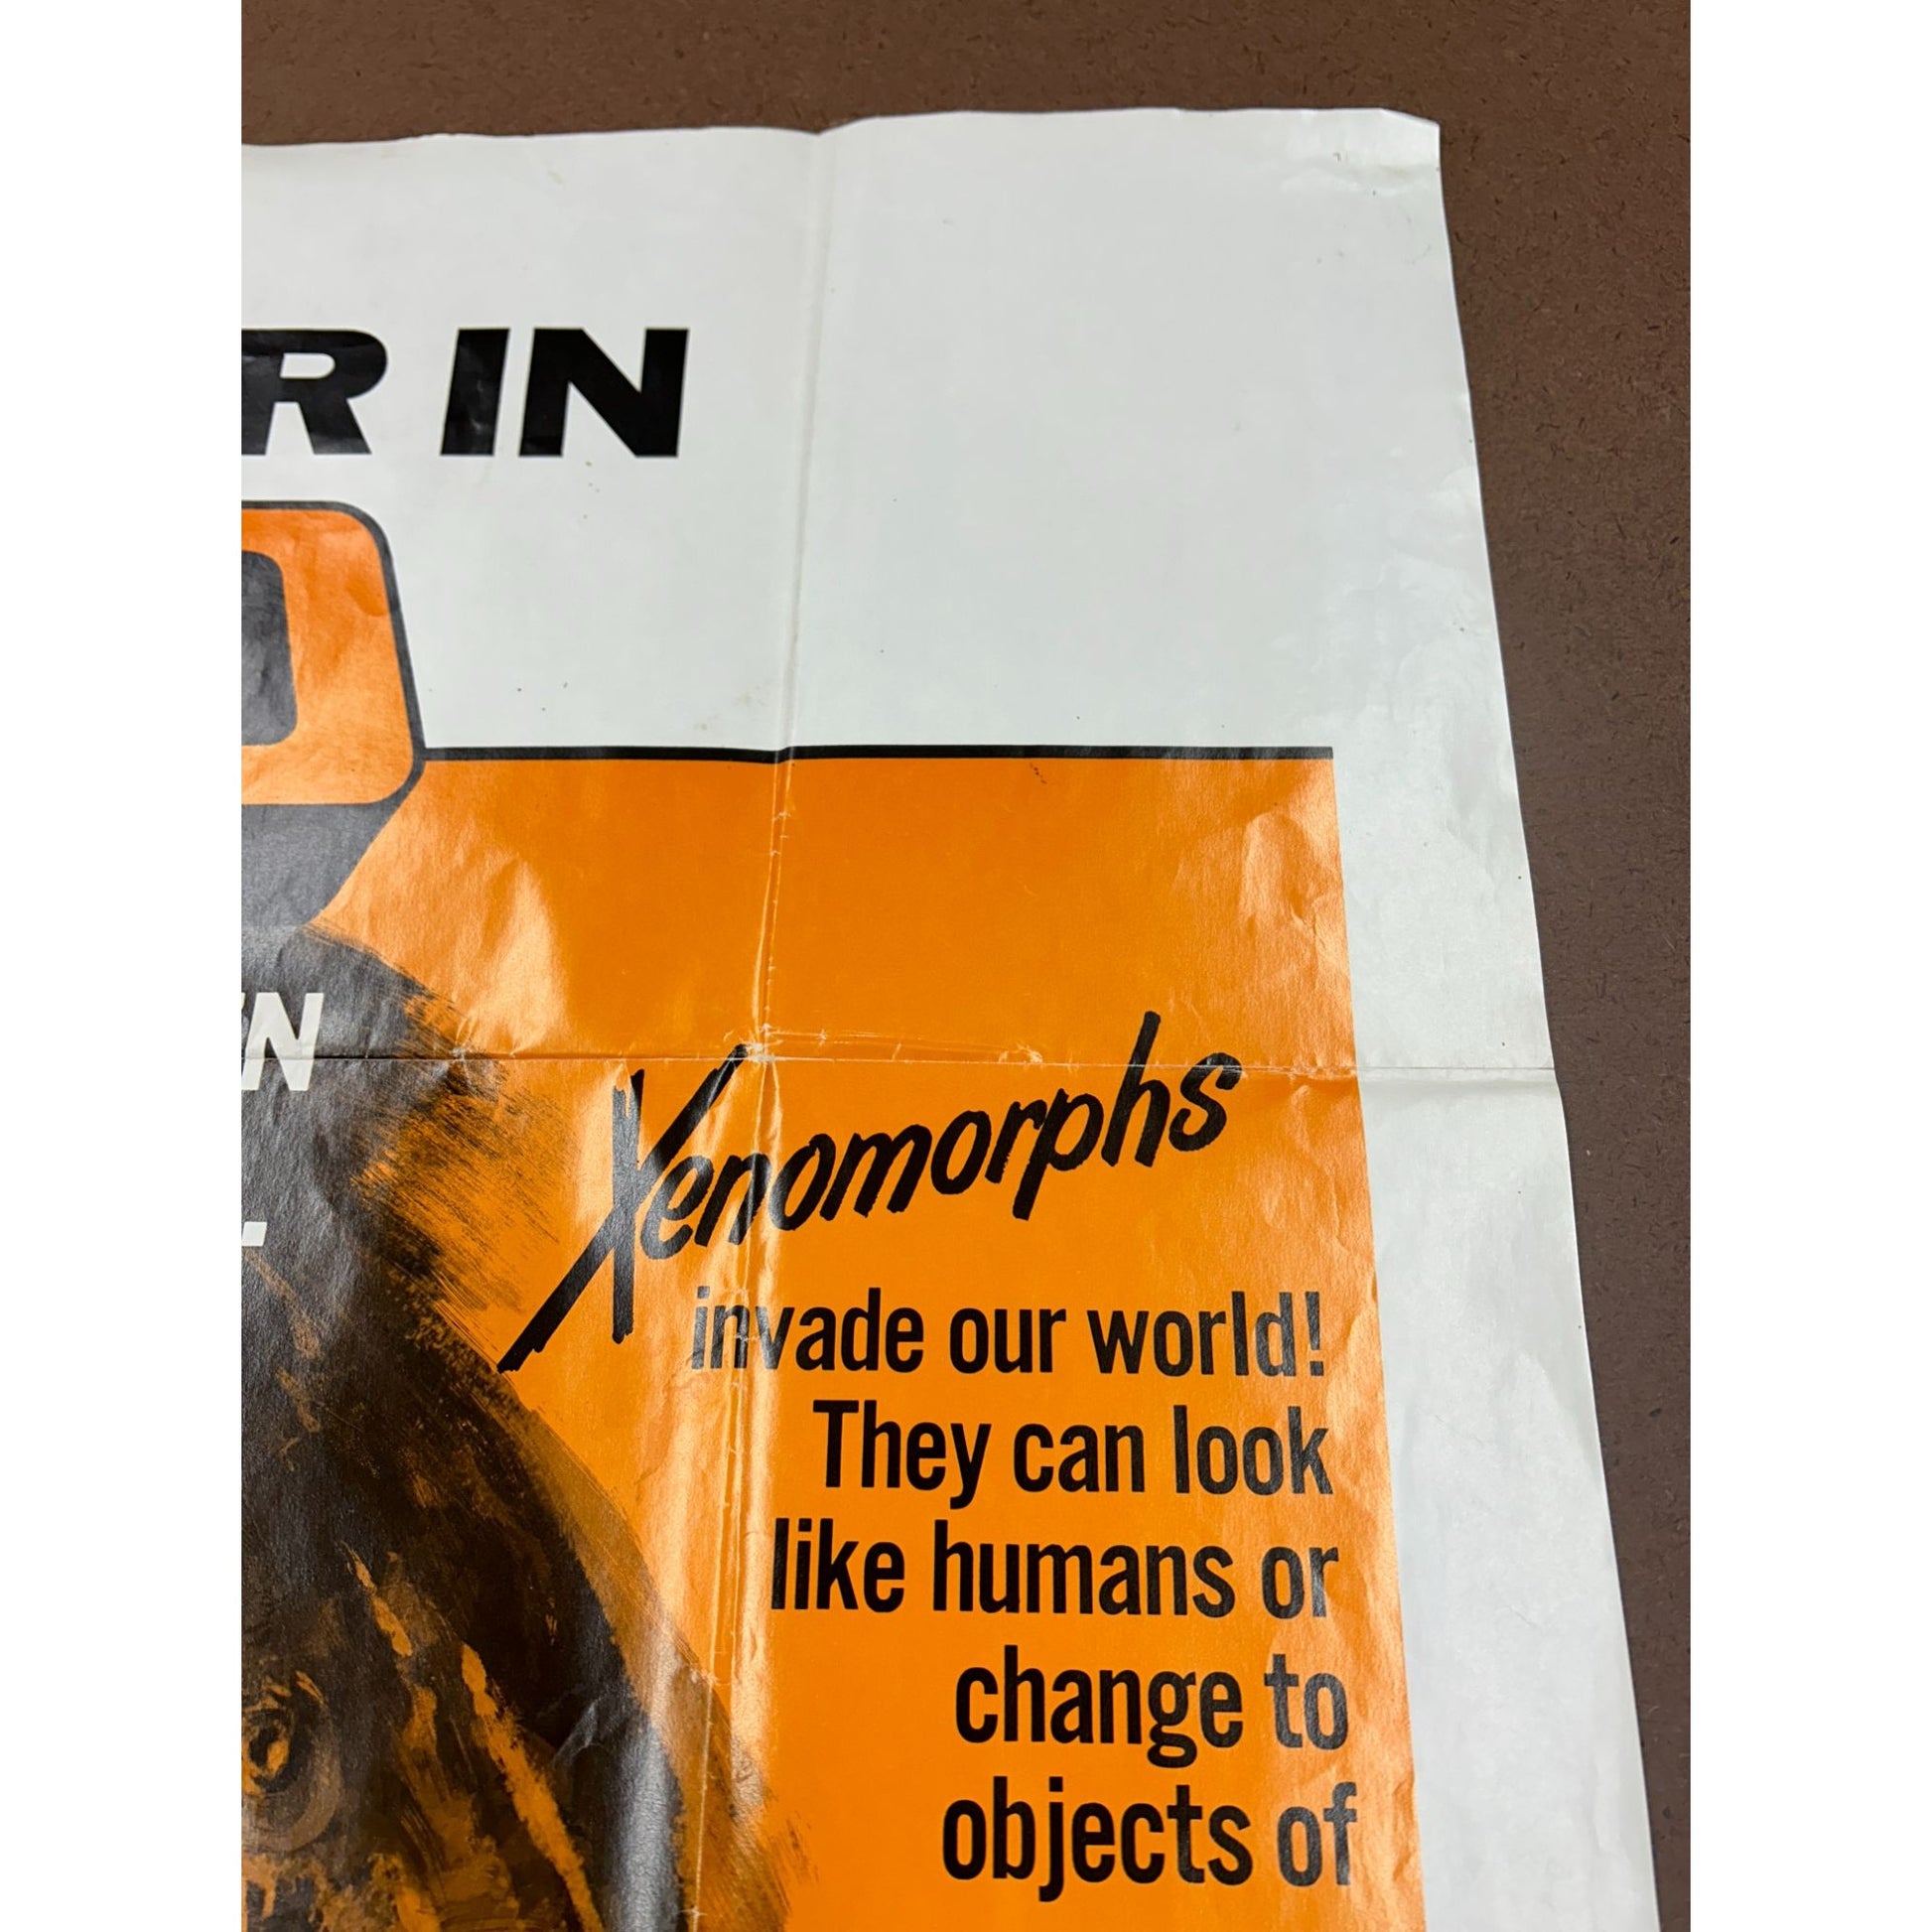 R IN
D
N
Xenomorphs
invade our world!
They can look
like humans or
change to
objects of